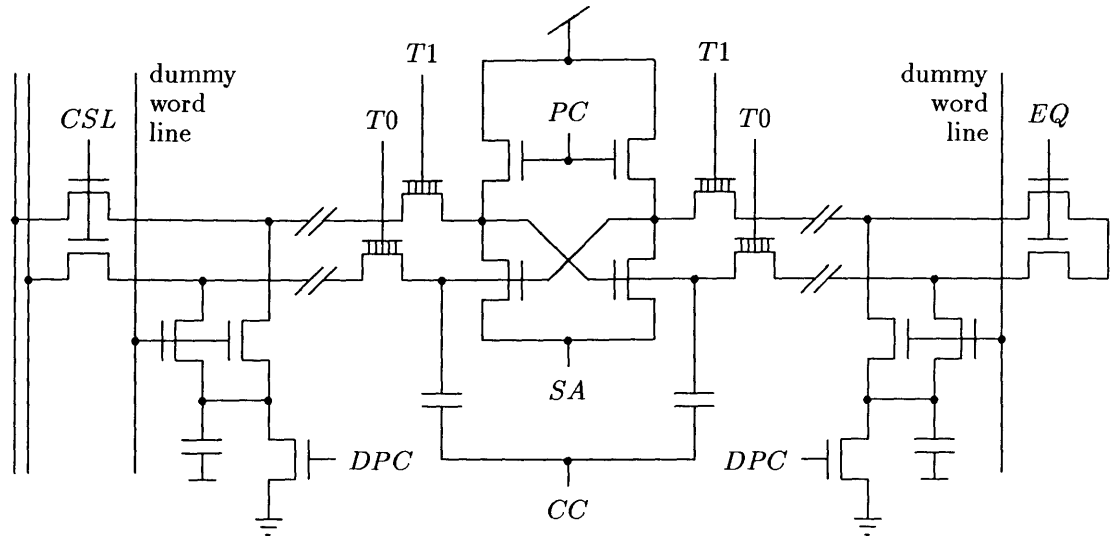 T1
dummy
word
line
CSL
T0
PC
T1
T0
dummy
word
line
EQ
SA
DPC
DPC
CC